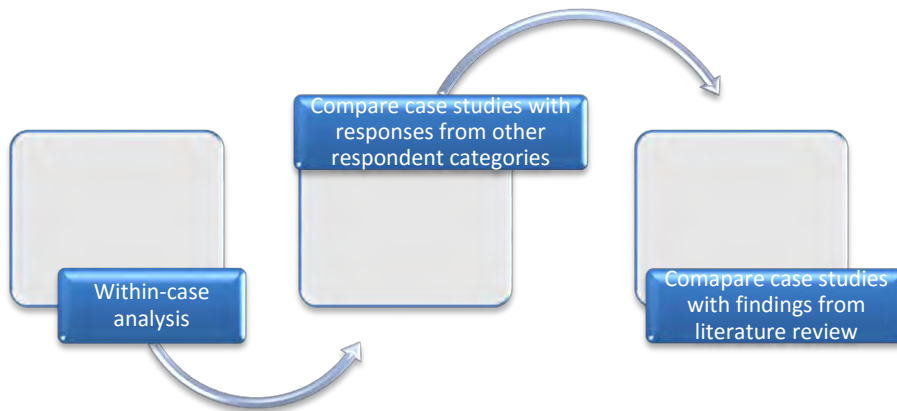 Within-case
analysis
Compare case studies with
responses from other
respondent categories
Comapare case studies
with findings from
literature review